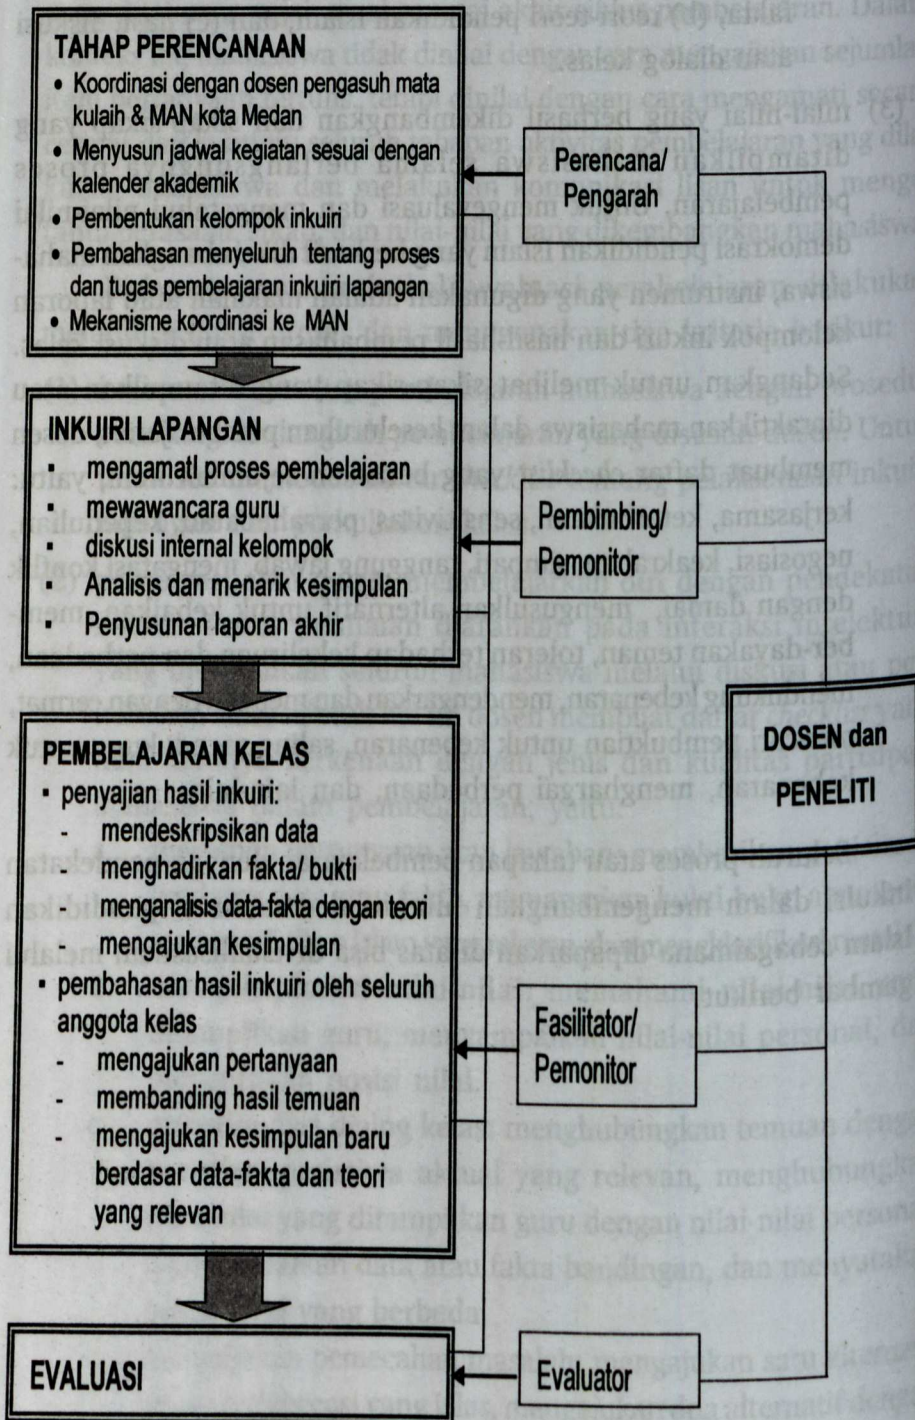 TAHAP PERENCANAAN
• Koordinasi dengan dosen pengasuh mata
kulaih & MAN kota Medan
• Menyusun jadwal kegiatan sesuai dengan
kalender akademik
• Pembentukan kelompok inkuiri
• Pembahasan menyeluruh tentang proses
dan tugas pembelajaran inkuiri lapangan
• Mekanisme koordinasi ke MAN
Perencana/
Pengarah
INKUIRI LAPANGAN
▪ mengamati proses pembelajaran
▪ mewawancara guru
▪ diskusi internal kelompok
▪ Analisis dan menarik kesimpulan
▪ Penyusunan laporan akhir
Pembimbing/
Pemonitor
DOSEN dan
PENELITI
PEMBELAJARAN KELAS
▪ penyajian hasil inkuiri:
- mendeskripsikan data
- menghadirkan fakta/ bukti
- menganalisis data-fakta dengan teori
- mengajukan kesimpulan
▪ pembahasan hasil inkuiri oleh seluruh
anggota kelas
- mengajukan pertanyaan
- membanding hasil temuan
- mengajukan kesimpulan baru
berdasar data-fakta dan teori
yang relevan
Fasilitator/
Pemonitor
EVALUASI
Evaluator